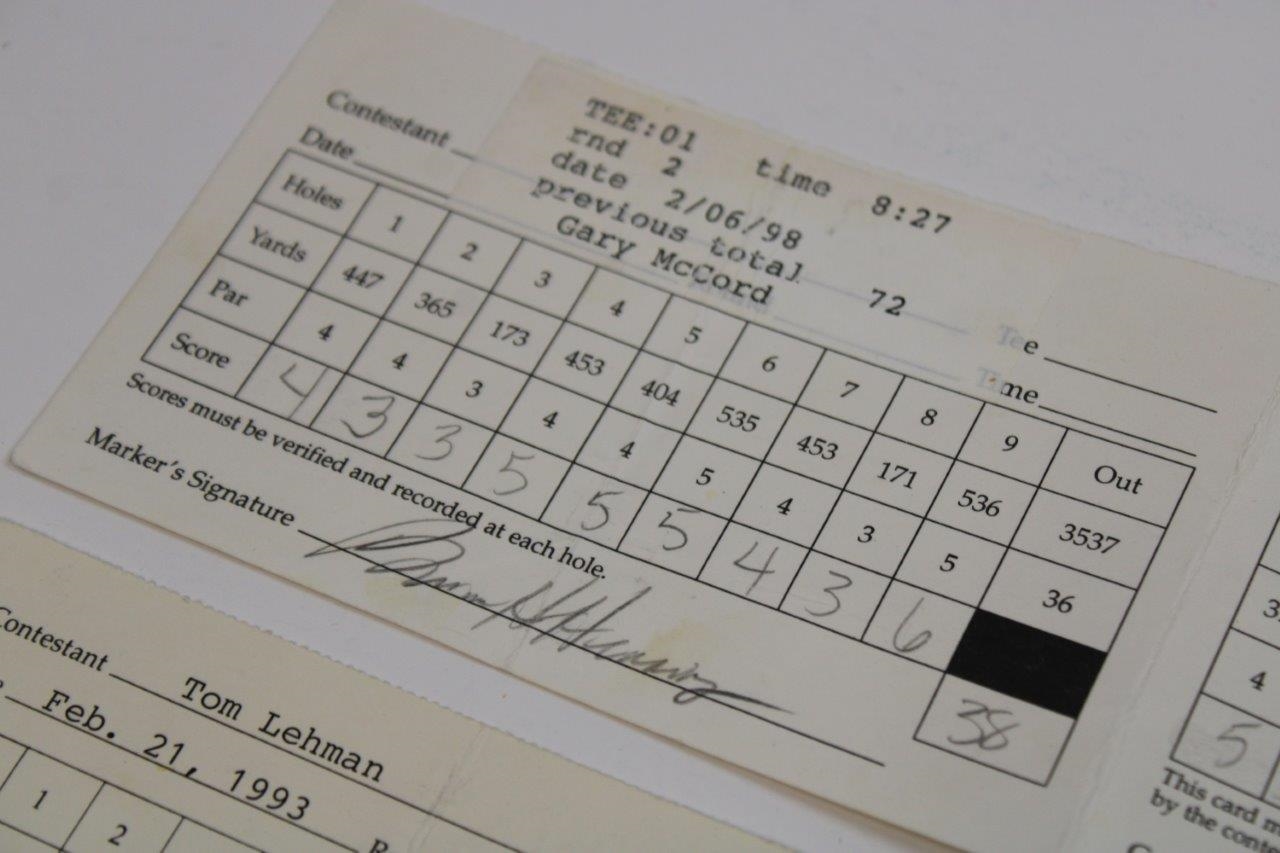 TEE:01 time 8:27
rnd 2
date 2/06/98
previous total 72
Gary McCord
Contestant Tee
Date Time
Holes 1 2 3 4 5 6 7 8 9 Out
Yards 447 365 173 453 404 535 453 171 536 3537
Par 4 4 3 4 4 5 4 3 5 36
Score 4 3 3 5 5 5 4 3 6 38
Scores must be verified and recorded at each hole.
Marker's Signature
Contestant Tom Lehman
Feb. 21, 1993 R
1 2
3
4
5
This card m
by the conte